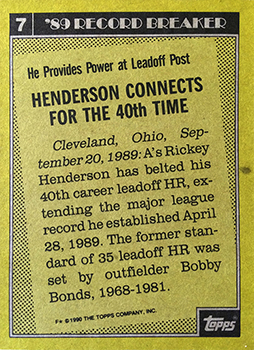 7 '89 RECORD BREAKER
He Provides Power at Leadoff Post
HENDERSON CONNECTS
FOR THE 40th TIME
Cleveland, Ohio, Sep-
tember 20, 1989: A's Rickey
Henderson has belted his
40th career leadoff HR, ex-
tending the major league
record he established April
28, 1989. The former stan-
dard of 35 leadoff HR was
set by outfielder Bobby
Bonds, 1968-1981.
F* © 1990 THE TOPPS COMPANY, INC.
TOPPS